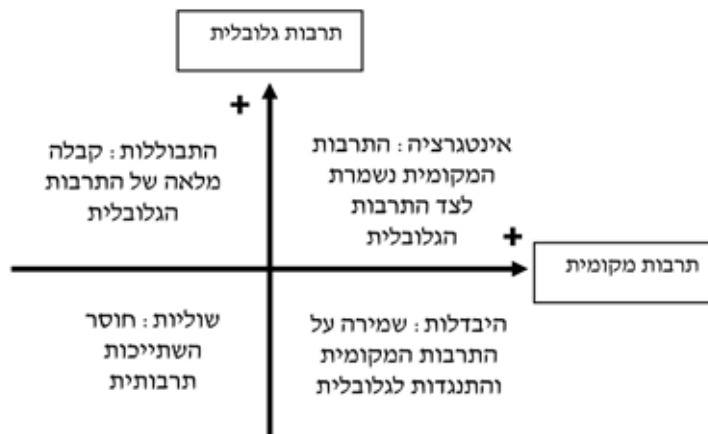 תרבות גלובלית
+
אינטגרציה : התרבות
המקומית נשמרת
לצד התרבות
הגלובלית
התבוללות : קבלה
מלאה של התרבות
הגלובלית
+
תרבות מקומית
היבדלות : שמירה על
התרבות המקומית
והתנגדות לגלובלית
שוליות : חוסר
השתייכות
תרבותית